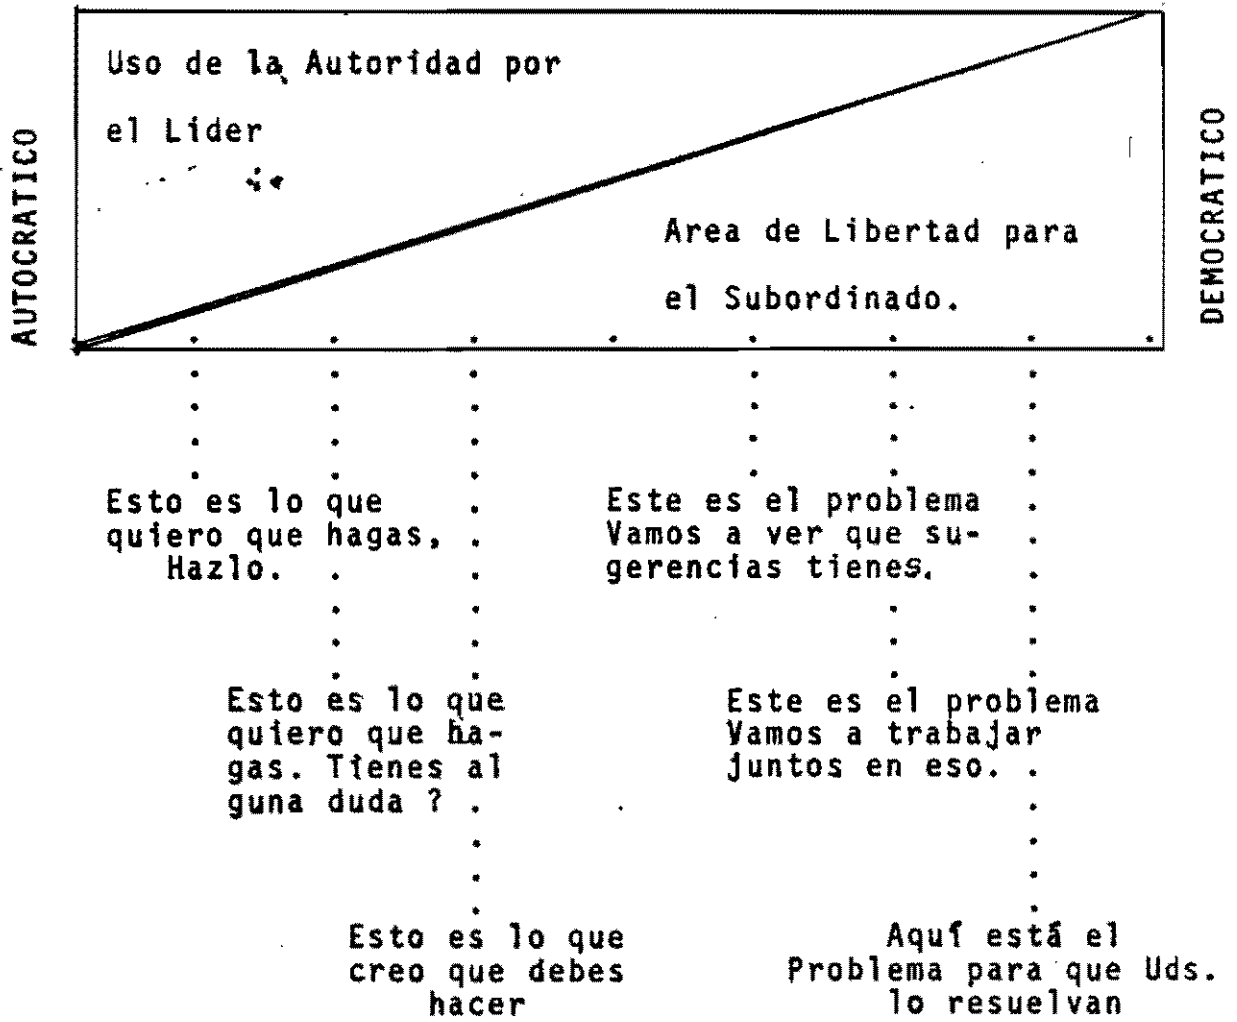 AUTOCRATICO
Uso de la Autoridad por
el Lider
Area de Libertad para
el Subordinado.
DEMOCRATICO
Esto es lo que
quiero que hagas,
Hazlo.
Este es el problema
Vamos a ver que su-
gerencias tienes.
Esto es lo que
quiero que ha-
gas. Tienes al
guna duda ?
Este es el problema
Vamos a trabajar
juntos en eso.
Esto es lo que
creo que debes
hacer
Aquí está el
Problema para que Uds.
lo resuelvan